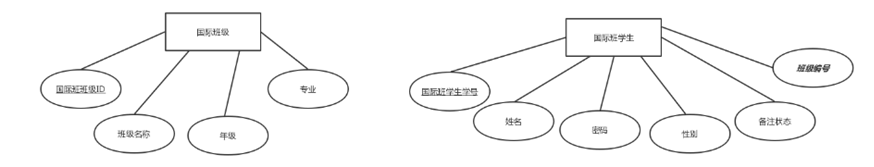 国际班级
国际班学生
国际班班级ID
专业
班级名称
年级
国际班学生学号
姓名
密码
性别
备注状态
班级编号